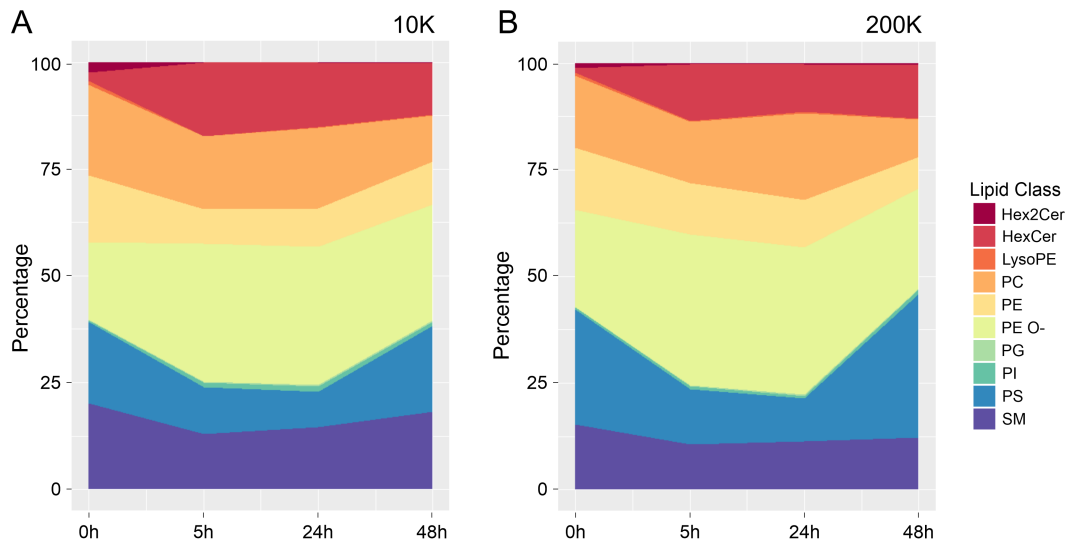 A
10K
100
75
50
25
0
Percentage
0h
5h
24h
48h
B
200K
100
75
50
25
0
Percentage
0h
5h
24h
48h
Lipid Class
Hex2Cer
HexCer
LysoPE
PC
PE
PE O-
PG
PI
PS
SM